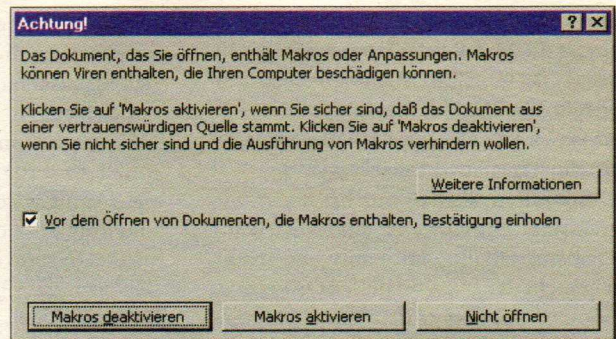 Achtung!
Das Dokument, das Sie öffnen, enthält Makros oder Anpassungen. Makros
können Viren enthalten, die Ihren Computer beschädigen können.
Klicken Sie auf 'Makros aktivieren', wenn Sie sicher sind, daß das Dokument aus
einer vertrauenswürdigen Quelle stammt. Klicken Sie auf 'Makros deaktivieren',
wenn Sie nicht sicher sind und die Ausführung von Makros verhindern wollen.
Weitere Informationen
Vor dem Öffnen von Dokumenten, die Makros enthalten, Bestätigung einholen
Makros deaktivieren Makros aktivieren Nicht öffnen